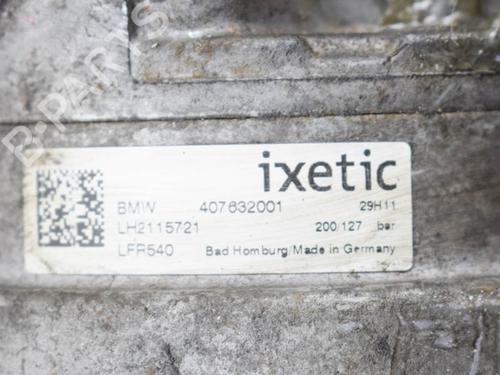 B-PARTS
ixetic
BMW 407632001 29H11
LH2115721 200/127 bar
LFR540 Bad Homburg/Made in Germany